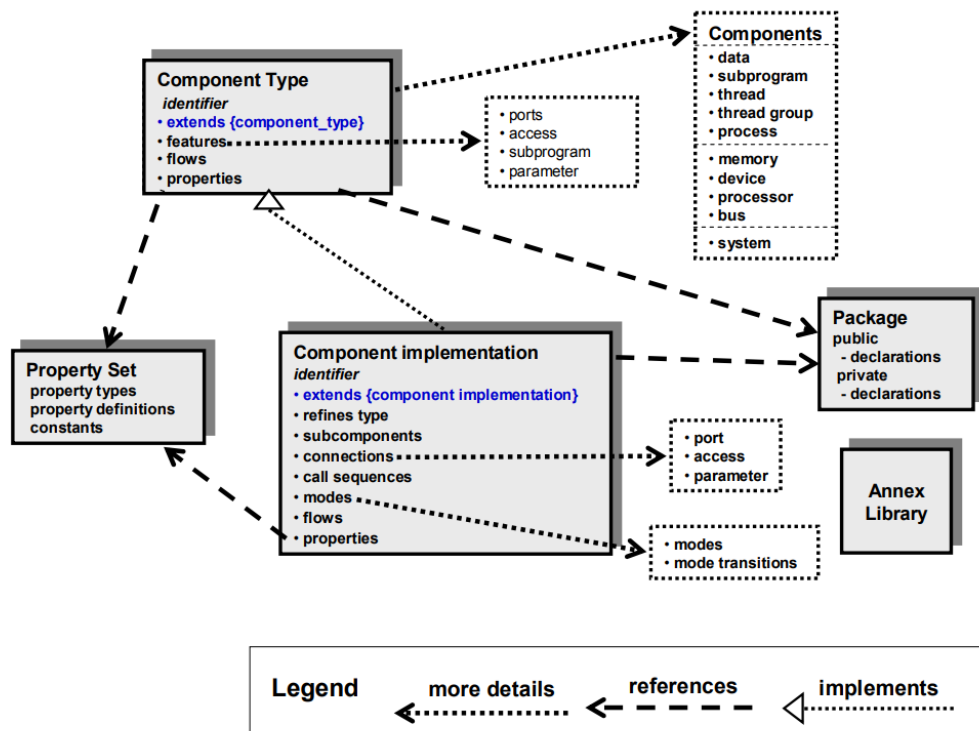 Component Type
identifier
• extends {component_type}
• features
• flows
• properties
• ports
• access
• subprogram
• parameter
Components
• data
• subprogram
• thread
• thread group
• process
• memory
• device
• processor
• bus
• system
Property Set
property types
property definitions
constants
Component implementation
identifier
• extends {component implementation}
• refines type
• subcomponents
• connections
• call sequences
• modes
• flows
• properties
• port
• access
• parameter
• modes
• mode transitions
Package
public
- declarations
private
- declarations
Annex
Library
Legend
more details
references
implements